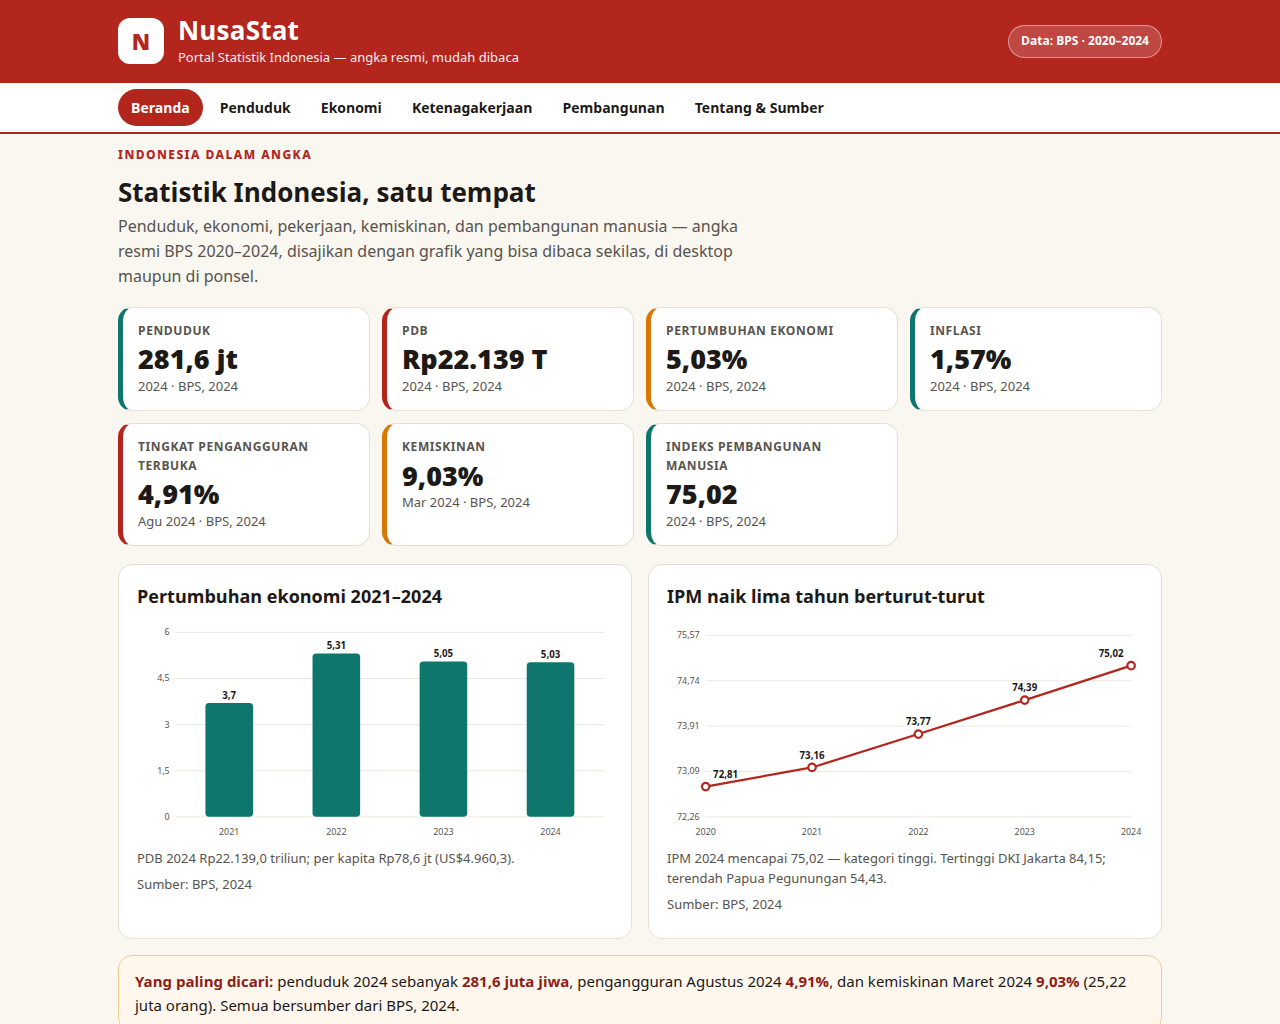 N
NusaStat
Portal Statistik Indonesia — angka resmi, mudah dibaca
Data: BPS · 2020–2024
Beranda
Penduduk
Ekonomi
Ketenagakerjaan
Pembangunan
Tentang & Sumber
INDONESIA DALAM ANGKA
Statistik Indonesia, satu tempat
Penduduk, ekonomi, pekerjaan, kemiskinan, dan pembangunan manusia — angka
resmi BPS 2020–2024, disajikan dengan grafik yang bisa dibaca sekilas, di desktop
maupun di ponsel.
PENDUDUK
281,6 jt
2024 · BPS, 2024
PDB
Rp22.139 T
2024 · BPS, 2024
PERTUMBUHAN EKONOMI
5,03%
2024 · BPS, 2024
INFLASI
1,57%
2024 · BPS, 2024
TINGKAT PENGANGGURAN
TERBUKA
4,91%
Agu 2024 · BPS, 2024
KEMISKINAN
9,03%
Mar 2024 · BPS, 2024
INDEKS PEMBANGUNAN
MANUSIA
75,02
2024 · BPS, 2024
Pertumbuhan ekonomi 2021–2024
6
4,5
3
1,5
0
3,7
5,31
5,05
5,03
2021
2022
2023
2024
PDB 2024 Rp22.139,0 triliun; per kapita Rp78,6 jt (US$4.960,3).
Sumber: BPS, 2024
IPM naik lima tahun berturut-turut
75,57
74,74
73,91
73,09
72,26
72,81
73,16
73,77
74,39
75,02
2020
2021
2022
2023
2024
IPM 2024 mencapai 75,02 — kategori tinggi. Tertinggi DKI Jakarta 84,15;
terendah Papua Pegunungan 54,43.
Sumber: BPS, 2024
Yang paling dicari: penduduk 2024 sebanyak 281,6 juta jiwa, pengangguran Agustus 2024 4,91%, dan kemiskinan Maret 2024 9,03% (25,22
juta orang). Semua bersumber dari BPS, 2024.